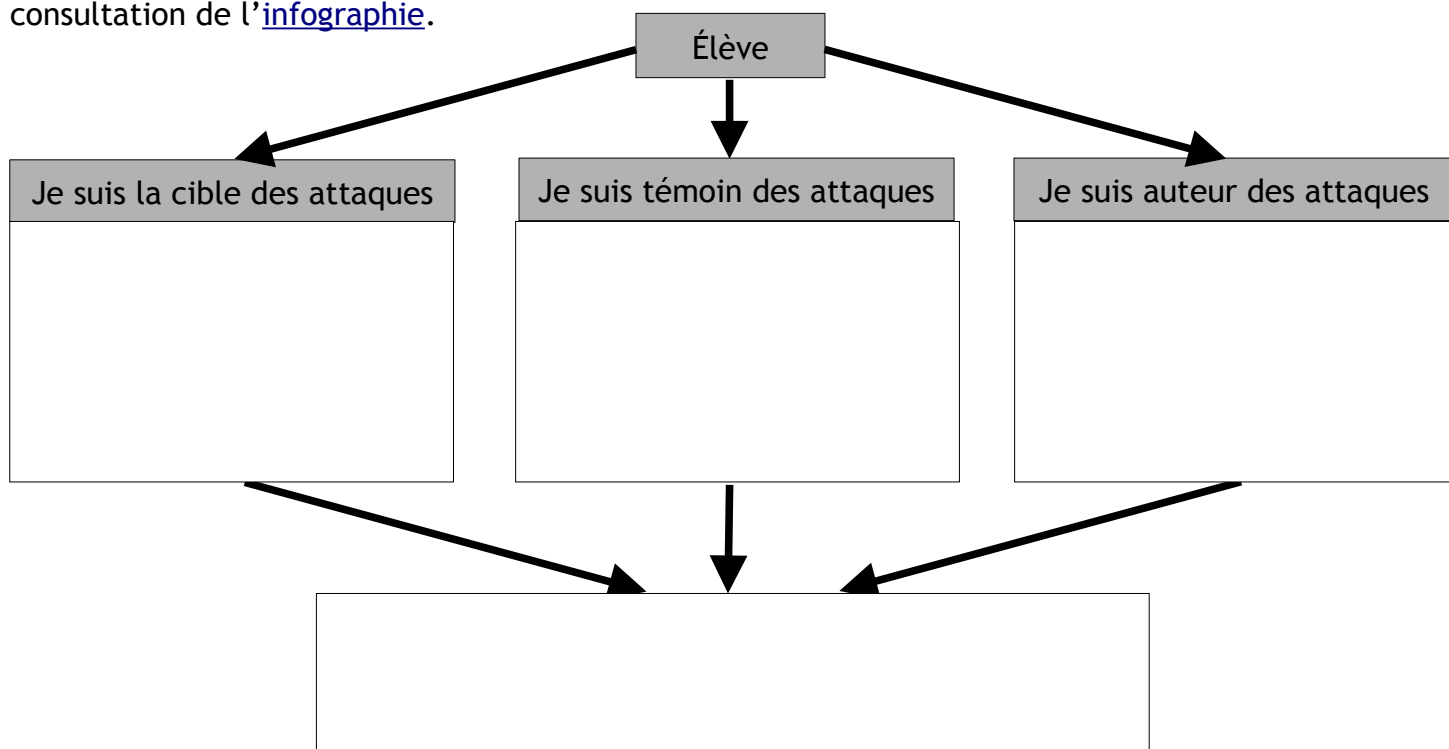 consultation de l’infographie.
Élève
Je suis la cible des attaques
Je suis témoin des attaques
Je suis auteur des attaques